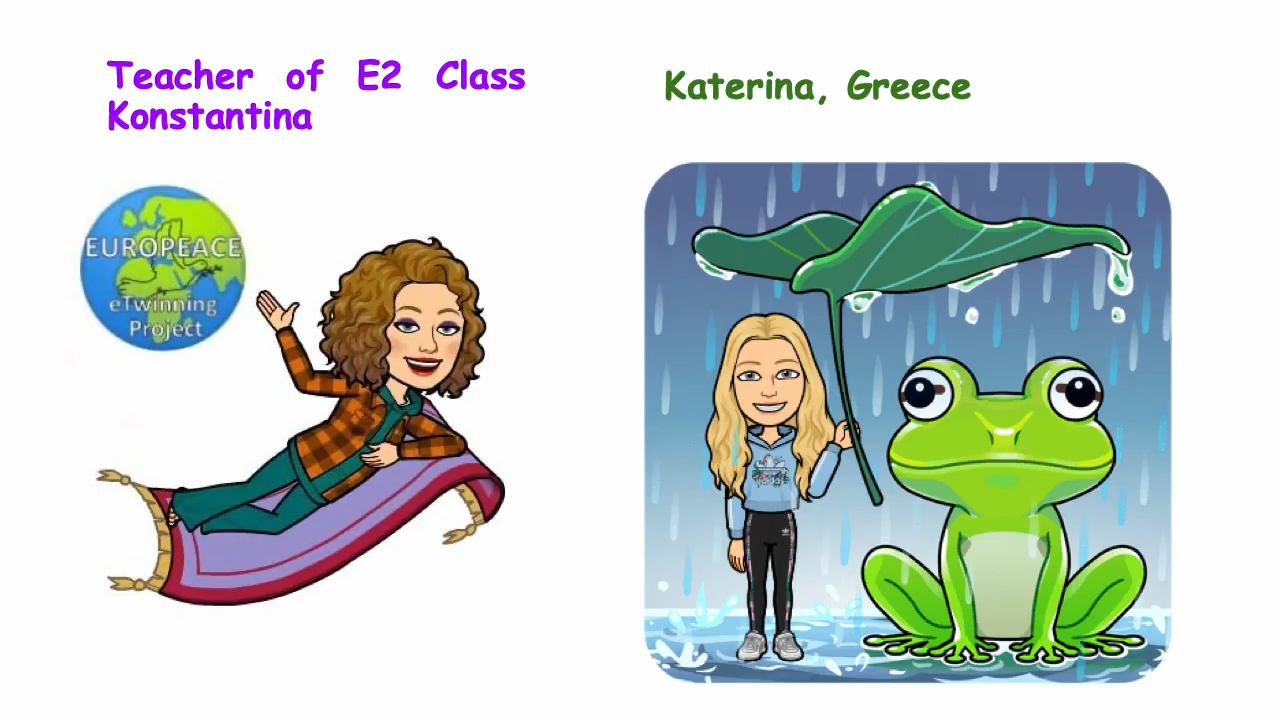 Teacher of E2 Class
Konstantina
Katerina, Greece
EUROPEACE
eTwinning
Project